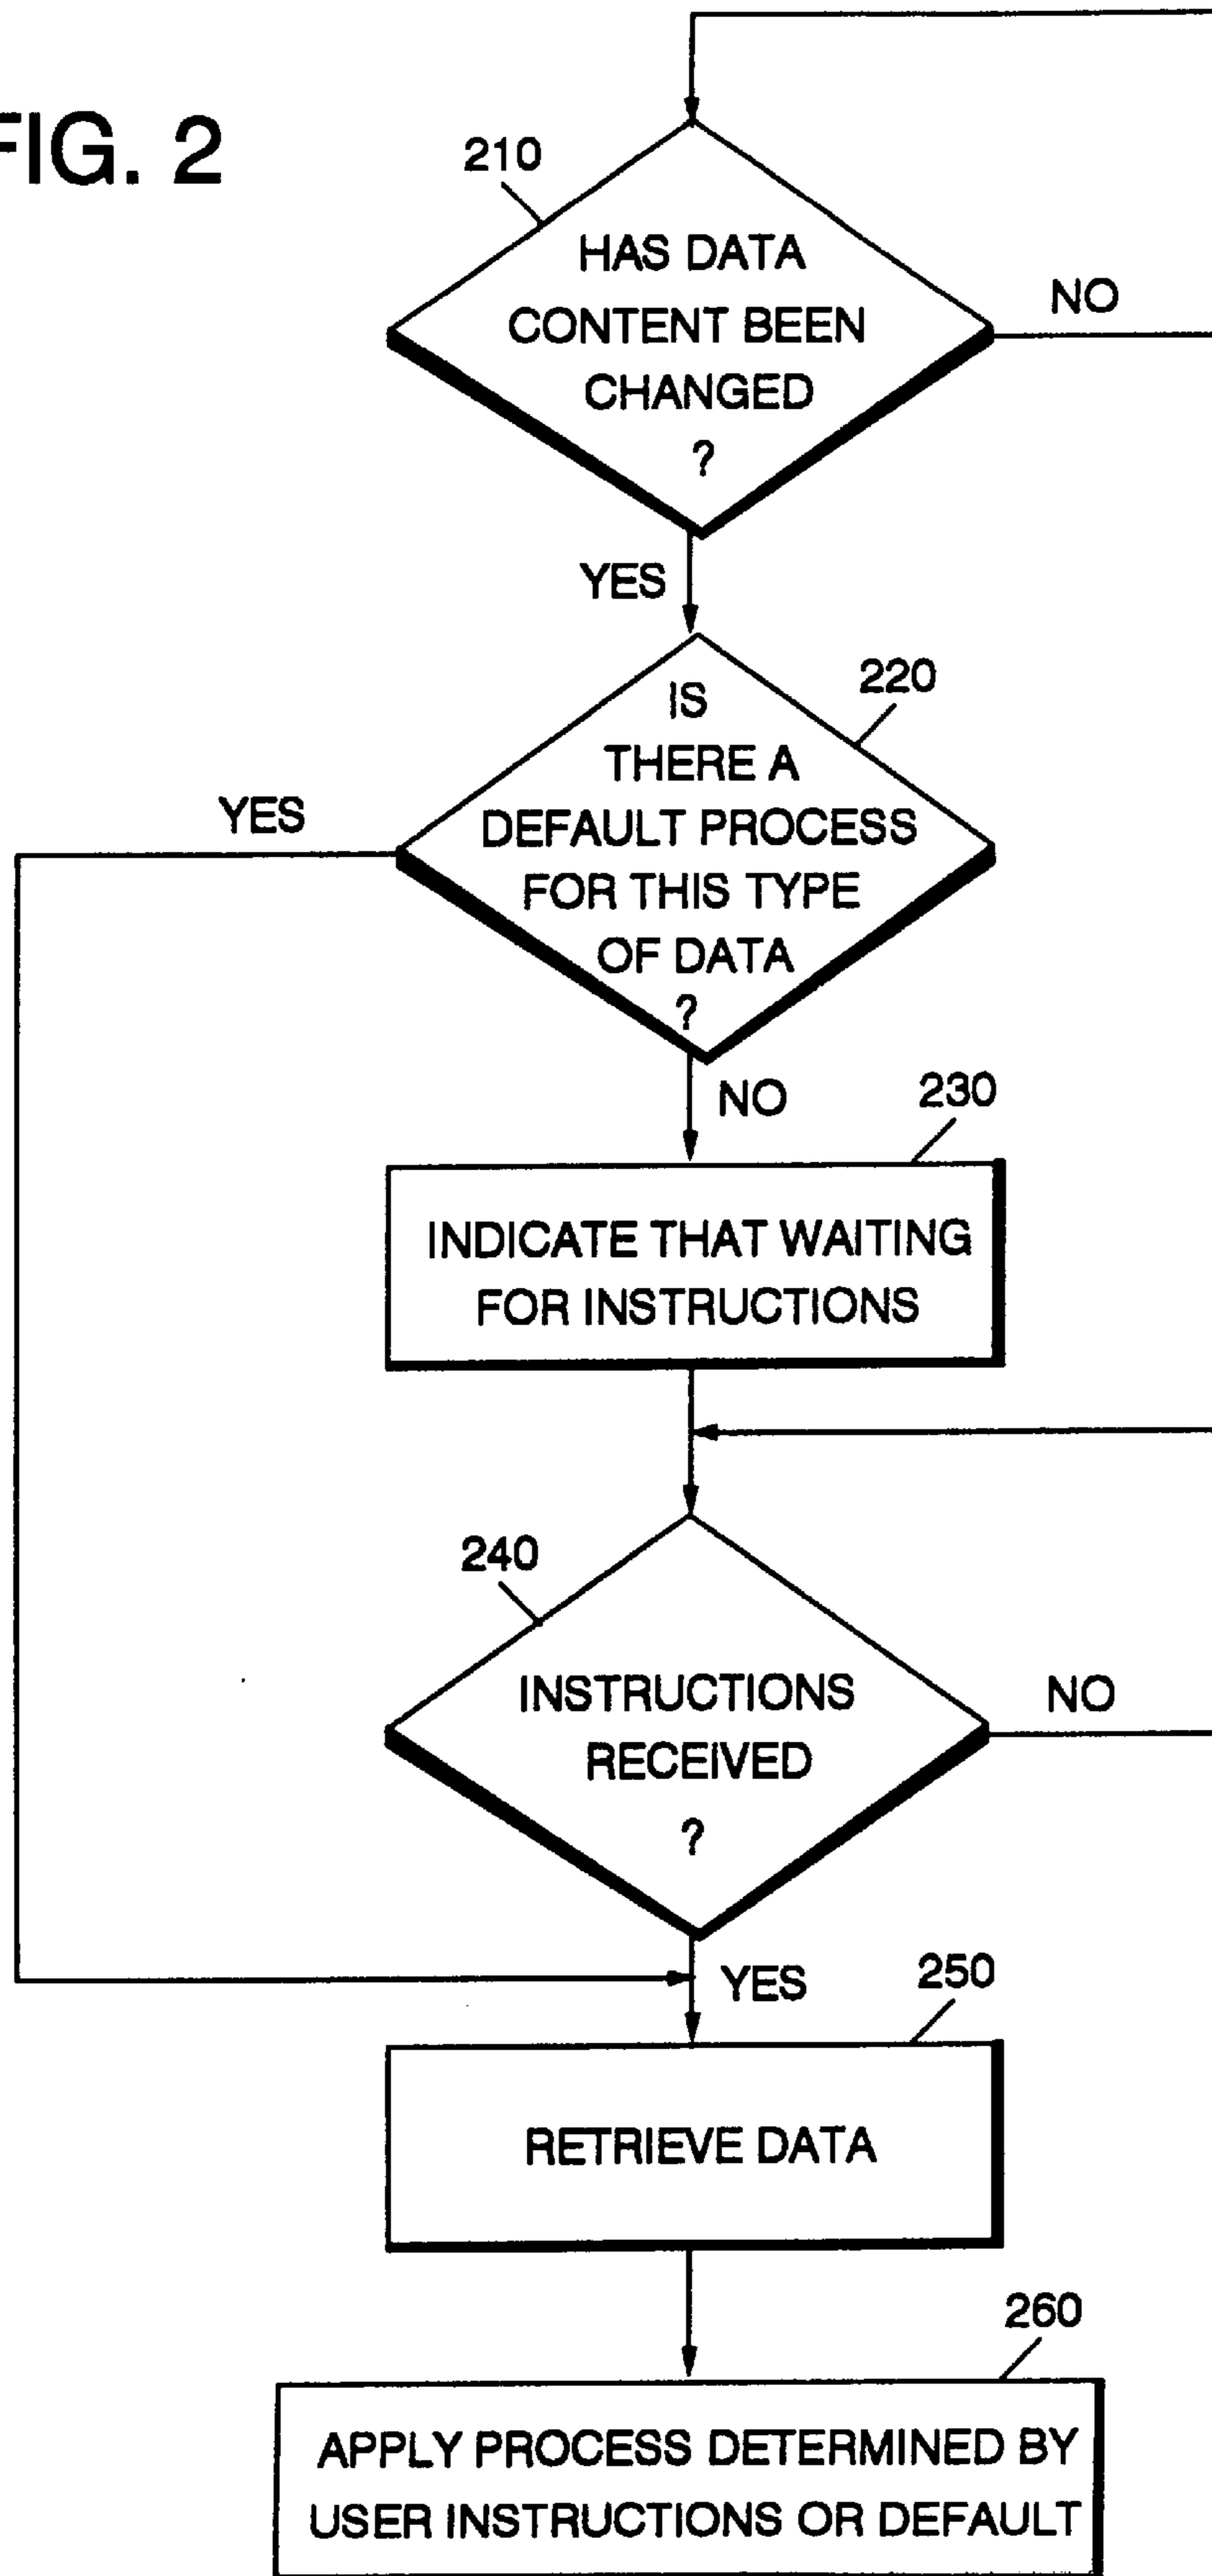 FIG. 2
210
HAS DATA
CONTENT BEEN
CHANGED
?
NO
YES
220
IS
THERE A
DEFAULT PROCESS
FOR THIS TYPE
OF DATA
?
YES
NO
230
INDICATE THAT WAITING
FOR INSTRUCTIONS
240
INSTRUCTIONS
RECEIVED
?
NO
YES
250
RETRIEVE DATA
260
APPLY PROCESS DETERMINED BY
USER INSTRUCTIONS OR DEFAULT